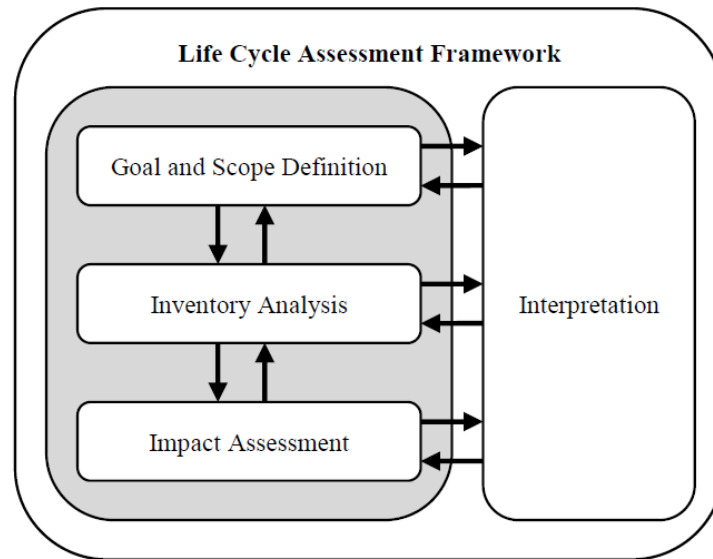 Life Cycle Assessment Framework
Goal and Scope Definition
Inventory Analysis
Interpretation
Impact Assessment